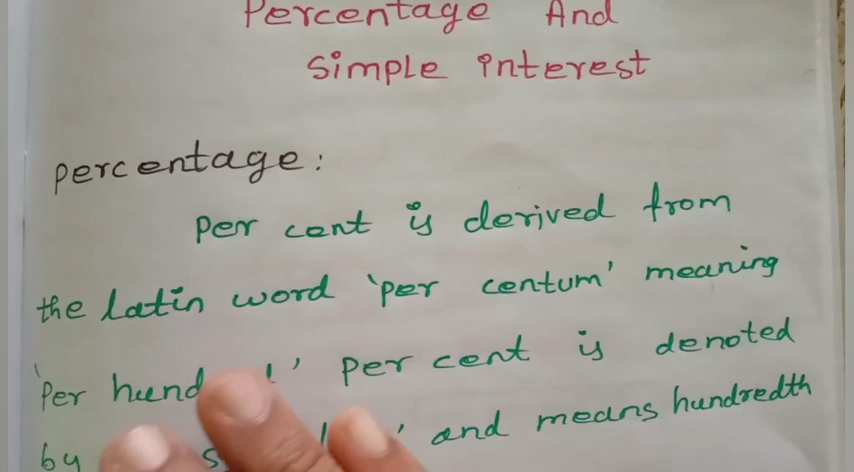 Percentage And
Simple interest
percentage:
per cent is derived from
the Latin word 'per centum' meaning
'Per per cent is denoted
by and means hundredth